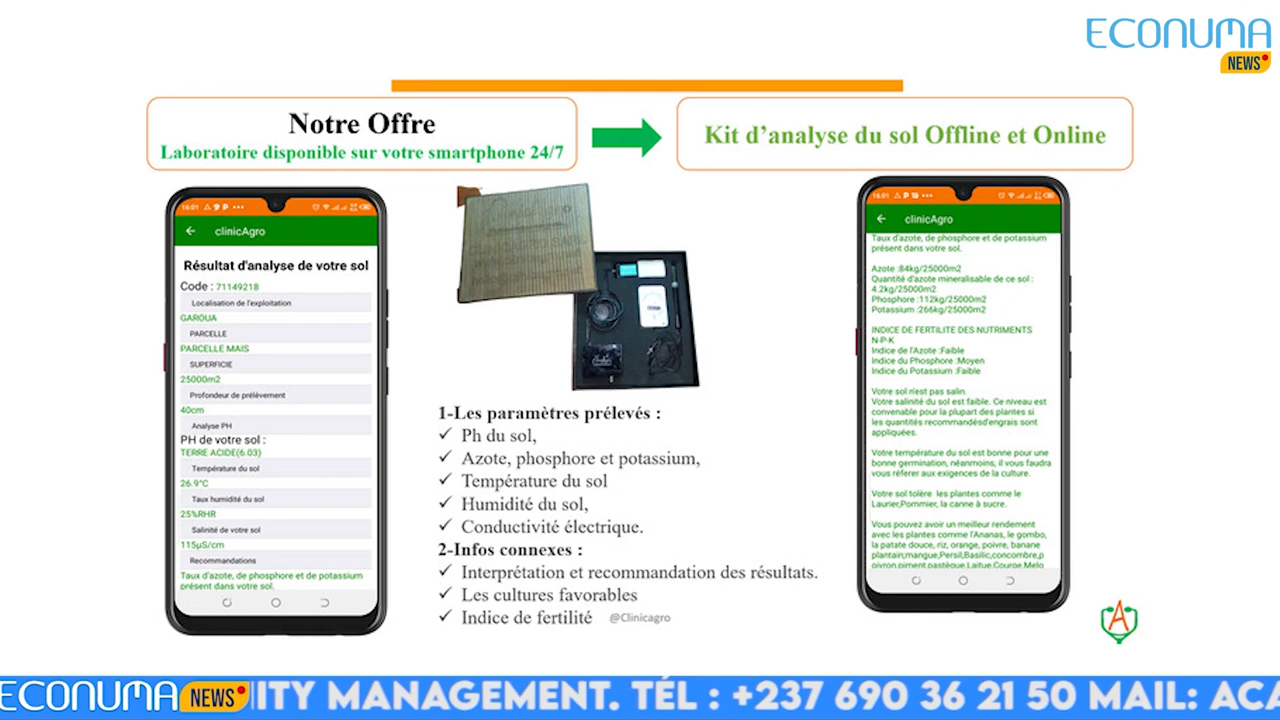 ECONUMA
NEWS
Notre Offre
Laboratoire disponible sur votre smartphone 24/7
Kit d’analyse du sol Offline et Online
16:01
clinicAgro
Résultat d'analyse de votre sol
Code : 71149218
Localisation de l'exploitation
GAROUA
PARCELLE
PARCELLE MAIS
SUPERFICIE
25000m2
Profondeur de prélèvement
40cm
Analyse PH
PH de votre sol :
TERRE ACIDE(6.03)
Température du sol
26.9°C
Taux humidité du sol
25%RHR
Salinité de votre sol
115µS/cm
Recommandations
Taux d'azote, de phosphore et de potassium
présent dans votre sol.
1-Les paramètres prélevés :
✓ Ph du sol,
✓ Azote, phosphore et potassium,
✓ Température du sol
✓ Humidité du sol,
✓ Conductivité électrique.
2-Infos connexes :
✓ Interprétation et recommandation des résultats.
✓ Les cultures favorables
✓ Indice de fertilité @Clinicagro
16:01
clinicAgro
Taux d'azote, de phosphore et de potassium
présent dans votre sol.
Azote :84kg/25000m2
Quantité d'azote mineralisable de ce sol :
4.2kg/25000m2
Phosphore :112kg/25000m2
Potassium :266kg/25000m2
INDICE DE FERTILITE DES NUTRIMENTS
N-P-K
Indice de l'Azote :Faible
Indice du Phosphore :Moyen
Indice du Potassium :Faible
Votre sol n'est pas salin.
Votre salinité du sol est faible. Ce niveau est
convenable pour la plupart des plantes si
les quantités recommandésd'engrais sont
appliquées.
Votre température du sol est bonne pour une
bonne germination, néanmoins, il vous faudra
vous réferer aux exigences de la culture.
Votre sol tolère les plantes comme le
Laurier,Pommier, la canne à sucre.
Vous pouvez avoir un meilleur rendement
avec les plantes comme l'Ananas, le gombo,
la patate douce, riz, orange, poivre, banane
plantain,mangue,Persil,Basilic,concombre,p
oivron,piment,pastèque,Laitue,Courge,Melo
ECONUMA NEWS
ITY MANAGEMENT. TÉL : +237 690 36 21 50 MAIL: ACA